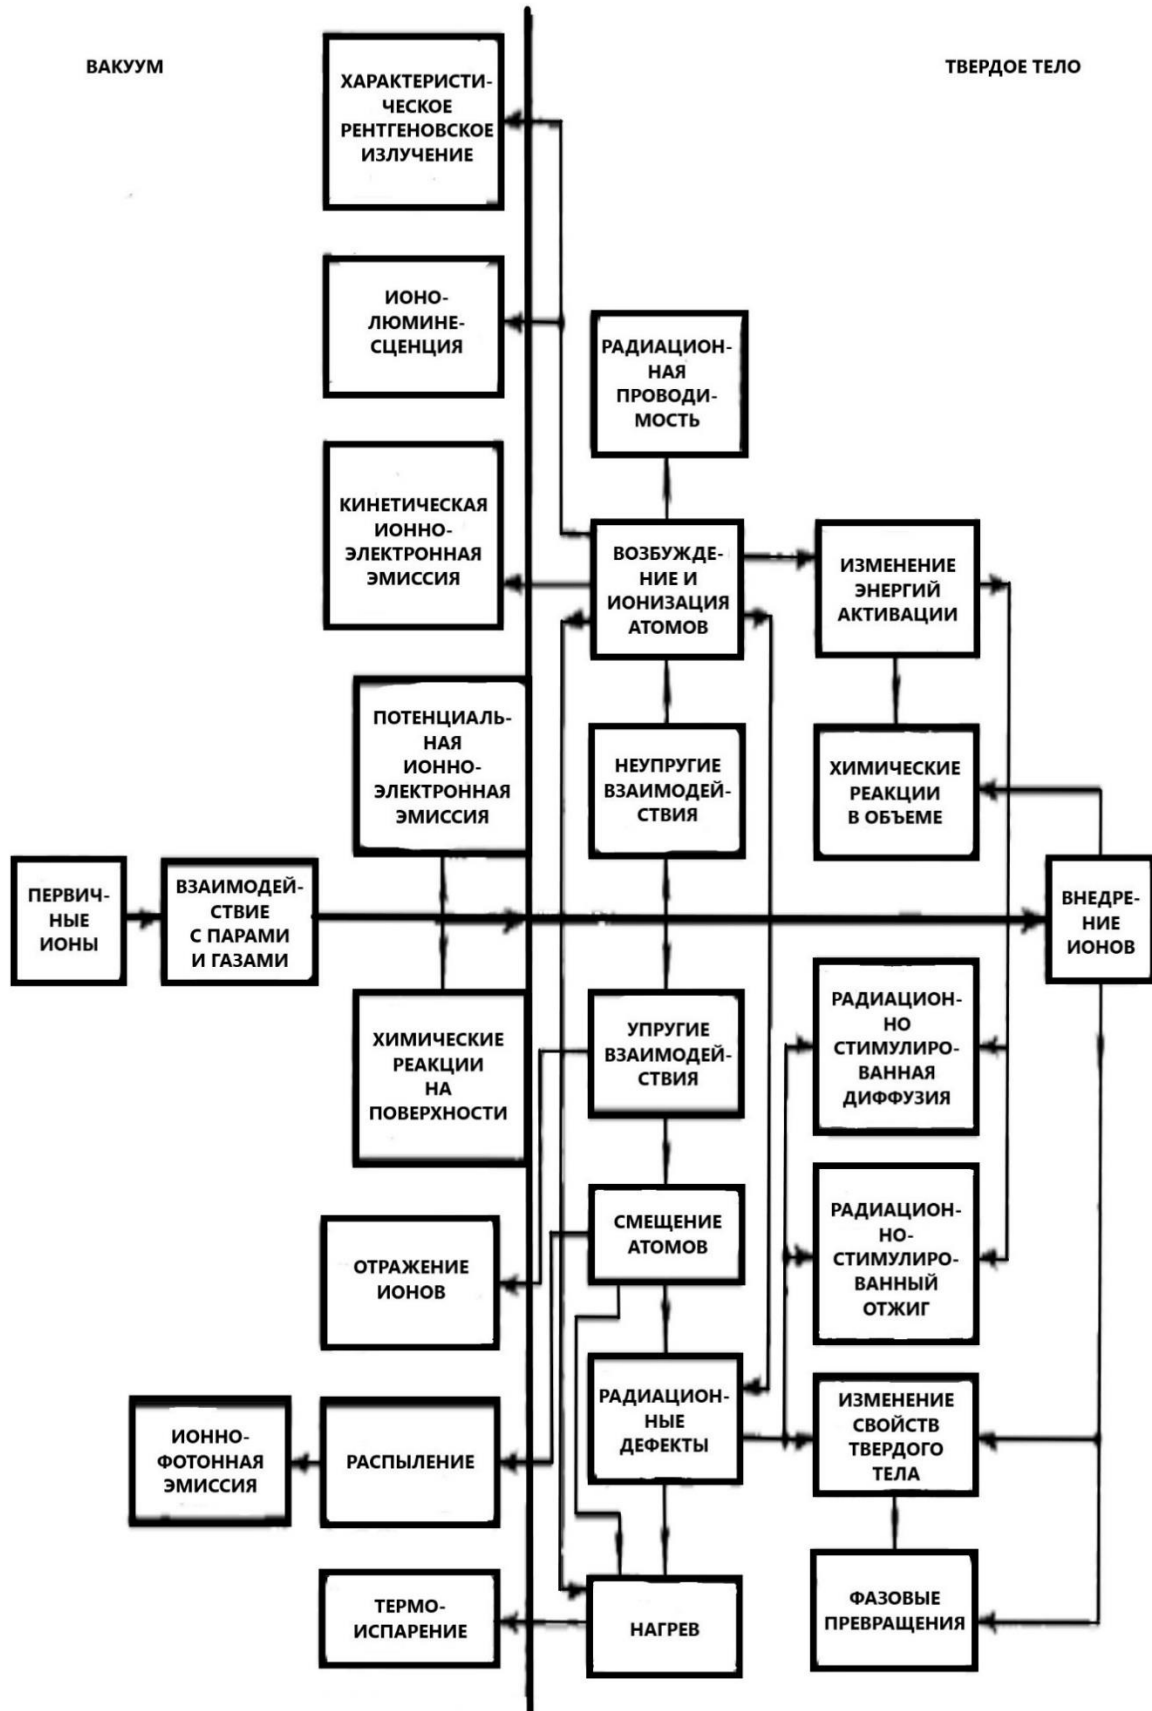 ВАКУУМ
ТВЕРДОЕ ТЕЛО
ХАРАКТЕРИСТИ-
ЧЕСКОЕ
РЕНТГЕНОВСКОЕ
ИЗЛУЧЕНИЕ
ИОНО-
ЛЮМИНЕ-
СЦЕНЦИЯ
РАДИАЦИОН-
НАЯ
ПРОВОДИ-
МОСТЬ
КИНЕТИЧЕСКАЯ
ИОННО-
ЭЛЕКТРОННАЯ
ЭМИССИЯ
ВОЗБУЖДЕ-
НИЕ И
ИОНИЗАЦИЯ
АТОМОВ
ИЗМЕНЕНИЕ
ЭНЕРГИЙ
АКТИВАЦИИ
ПОТЕНЦИАЛЬ-
НАЯ
ИОННО-
ЭЛЕКТРОННАЯ
ЭМИССИЯ
НЕУПРУГИЕ
ВЗАИМОДЕЙ-
СТВИЯ
ХИМИЧЕСКИЕ
РЕАКЦИИ
В ОБЪЕМЕ
ПЕРВИЧ-
НЫЕ
ИОНЫ
ВЗАИМОДЕЙ-
СТВИЕ
С ПАРАМИ
И ГАЗАМИ
ВНЕДРЕ-
НИЕ
ИОНОВ
ХИМИЧЕСКИЕ
РЕАКЦИИ
НА
ПОВЕРХНОСТИ
УПРУГИЕ
ВЗАИМОДЕЙ-
СТВИЯ
РАДИАЦИОН-
НО
СТИМУЛИРО-
ВАННАЯ
ДИФФУЗИЯ
ОТРАЖЕНИЕ
ИОНОВ
СМЕЩЕНИЕ
АТОМОВ
РАДИАЦИОН-
НО-
СТИМУЛИРО-
ВАННЫЙ
ОТЖИГ
ИОННО-
ФОТОННАЯ
ЭМИССИЯ
РАСПЫЛЕНИЕ
РАДИАЦИОН-
НЫЕ
ДЕФЕКТЫ
ИЗМЕНЕНИЕ
СВОЙСТВ
ТВЕРДОГО
ТЕЛА
ТЕРМО-
ИСПАРЕНИЕ
НАГРЕВ
ФАЗОВЫЕ
ПРЕВРАЩЕНИЯ